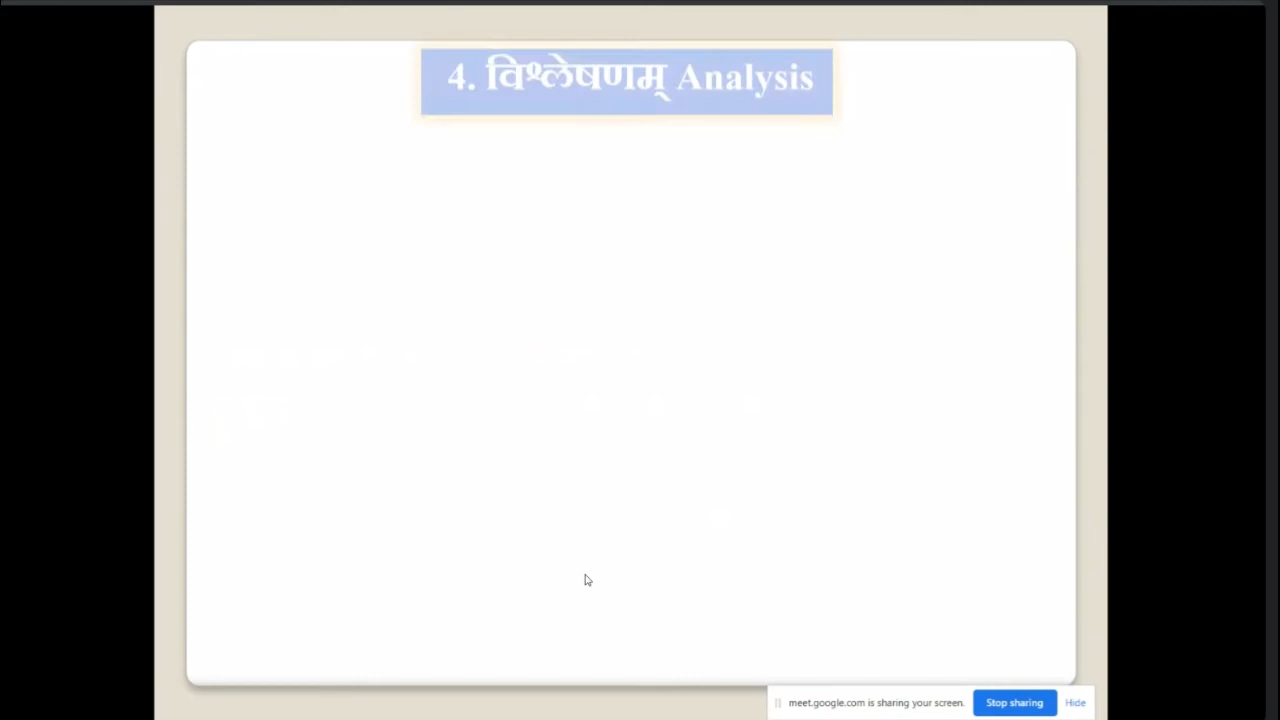 4. विश्लेषणम् Analysis
meet.google.com is sharing your screen. Stop sharing Hide